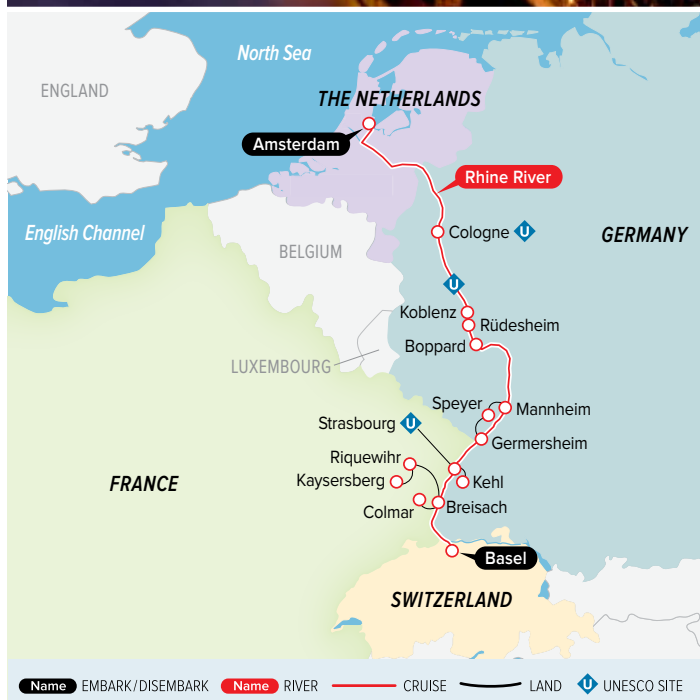 North Sea
ENGLAND
THE NETHERLANDS
Amsterdam
Rhine River
English Channel
Cologne U
GERMANY
BELGIUM
U
Koblenz
Rüdesheim
Boppard
LUXEMBOURG
Speyer
Mannheim
Strasbourg U
Germersheim
Riquewihr
FRANCE
Kaysersberg
Kehl
Colmar
Breisach
Basel
SWITZERLAND
Name EMBARK/DISEMBARK Name RIVER CRUISE LAND U UNESCO SITE